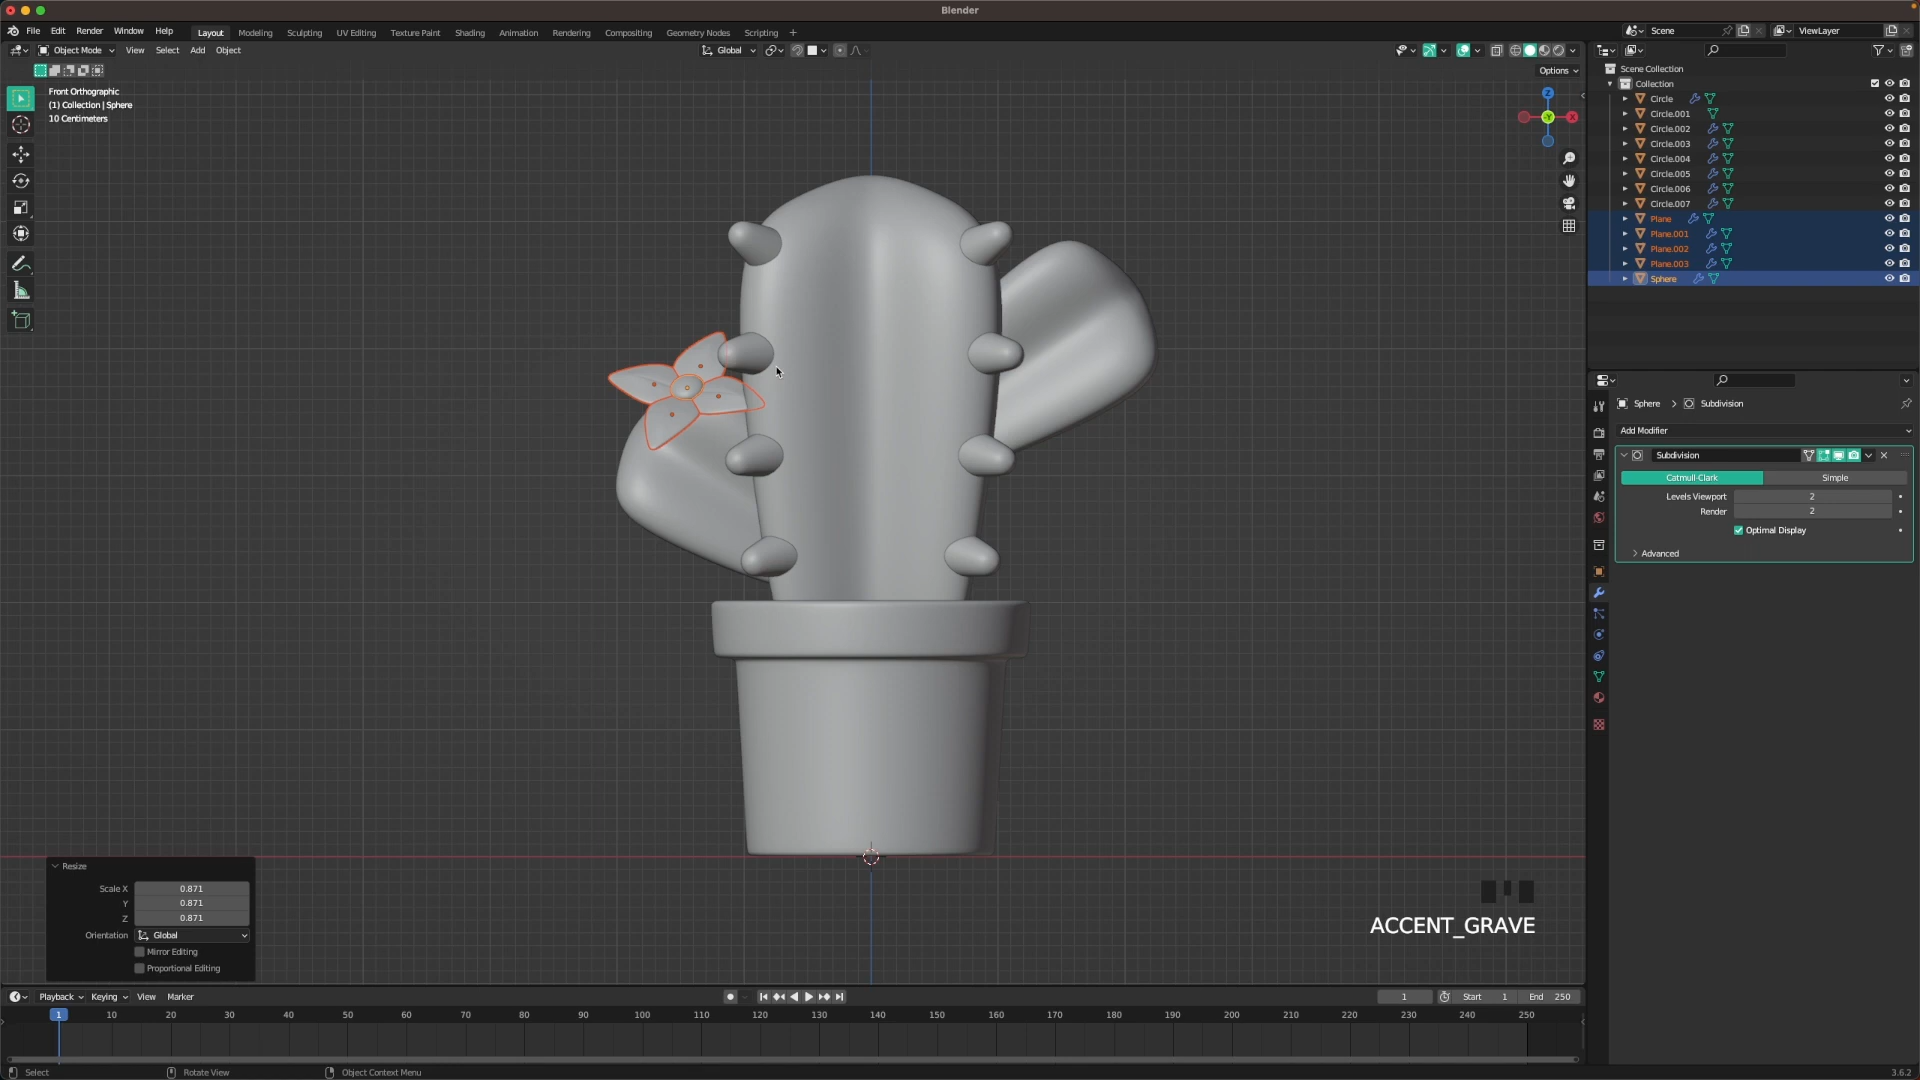 Blender
File Edit Render Window Help Layout Modeling Sculpting UV Editing Texture Paint Shading Animation Rendering Compositing Geometry Nodes Scripting + Scene ViewLayer
Object Mode View Select Add Object Global
Options
Front Orthographic
(1) Collection | Sphere
10 Centimeters
Z
Y
X
Scene Collection
Collection
Circle
Circle.001
Circle.002
Circle.003
Circle.004
Circle.005
Circle.006
Circle.007
Plane
Plane.001
Plane.002
Plane.003
Sphere
Sphere > Subdivision
Add Modifier
Subdivision
Catmull-Clark Simple
Levels Viewport 2
Render 2
Optimal Display
Advanced
Resize
Scale X 0.871
Y 0.871
Z 0.871
Orientation Global
Mirror Editing
Proportional Editing
ACCENT_GRAVE
Playback Keying View Marker 1 Start 1 End 250
1 10 20 30 40 50 60 70 80 90 100 110 120 130 140 150 160 170 180 190 200 210 220 230 240 250
Select Rotate View Object Context Menu 3.6.2